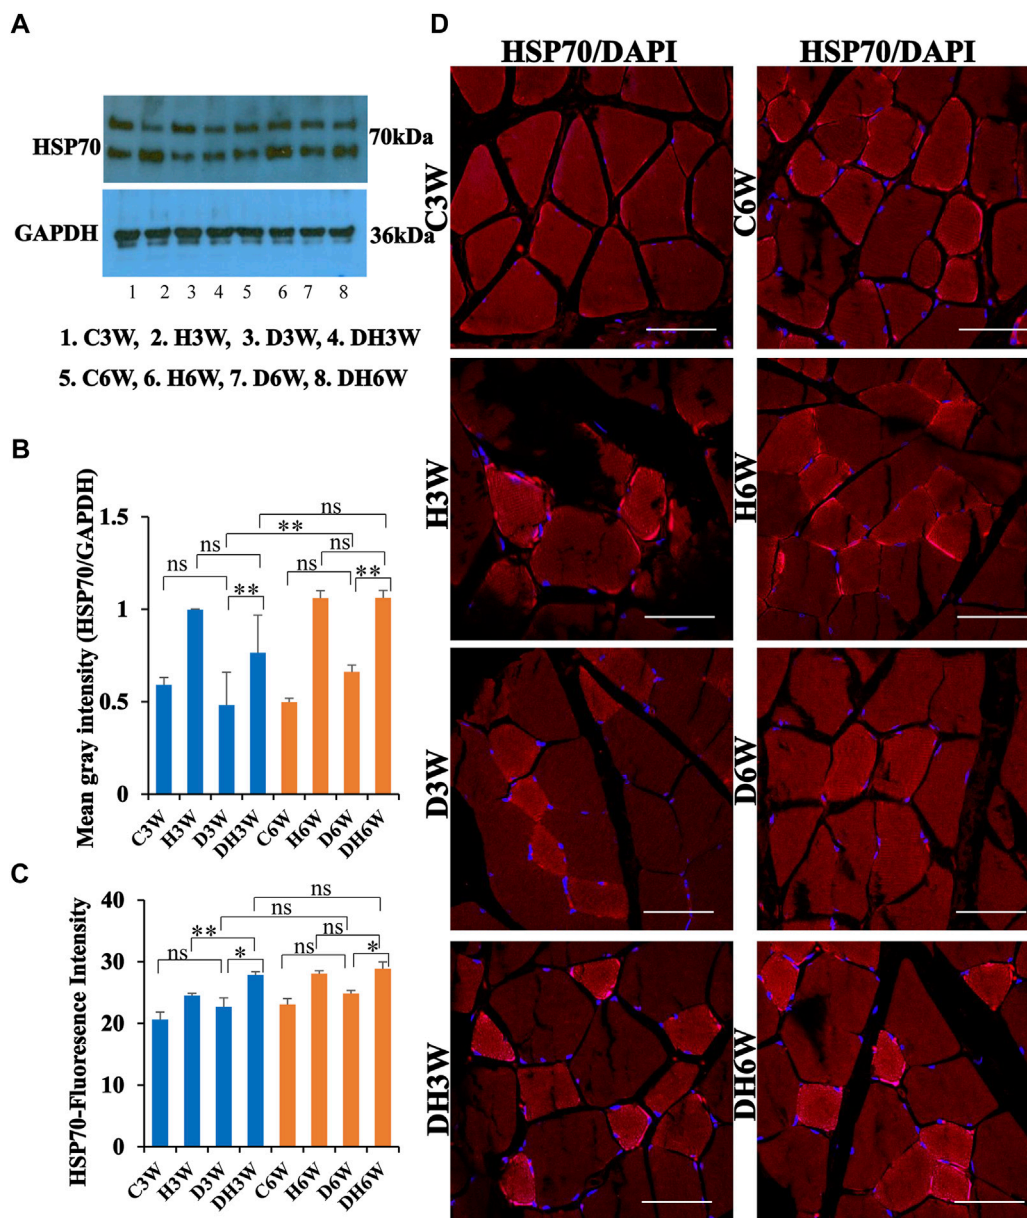 A
HSP70
70kDa
GAPDH
36kDa
1 2 3 4 5 6 7 8
1. C3W, 2. H3W, 3. D3W, 4. DH3W
5. C6W, 6. H6W, 7. D6W, 8. DH6W
B
Mean gray intensity (HSP70/GAPDH)
1.5
1
0.5
0
ns
ns
**
ns
**
ns
ns
**
C3W
H3W
D3W
DH3W
C6W
H6W
D6W
DH6W
C
HSP70-Fluoresence Intensity
40
30
20
10
0
ns
ns
**
ns
ns
*
ns
*
C3W
H3W
D3W
DH3W
C6W
H6W
D6W
DH6W
D
HSP70/DAPI
HSP70/DAPI
C3W
C6W
H3W
H6W
D3W
D6W
DH3W
DH6W